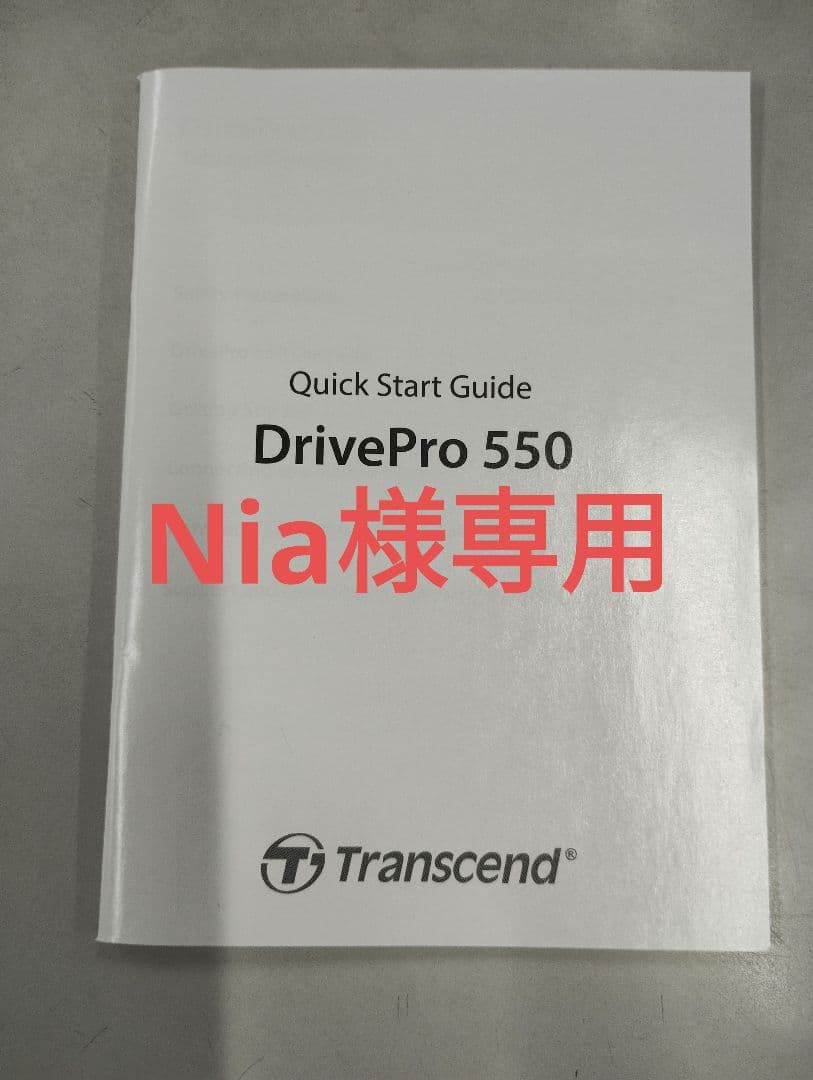 Quick Start Guide
DrivePro 550
Nia様専用
Transcend®